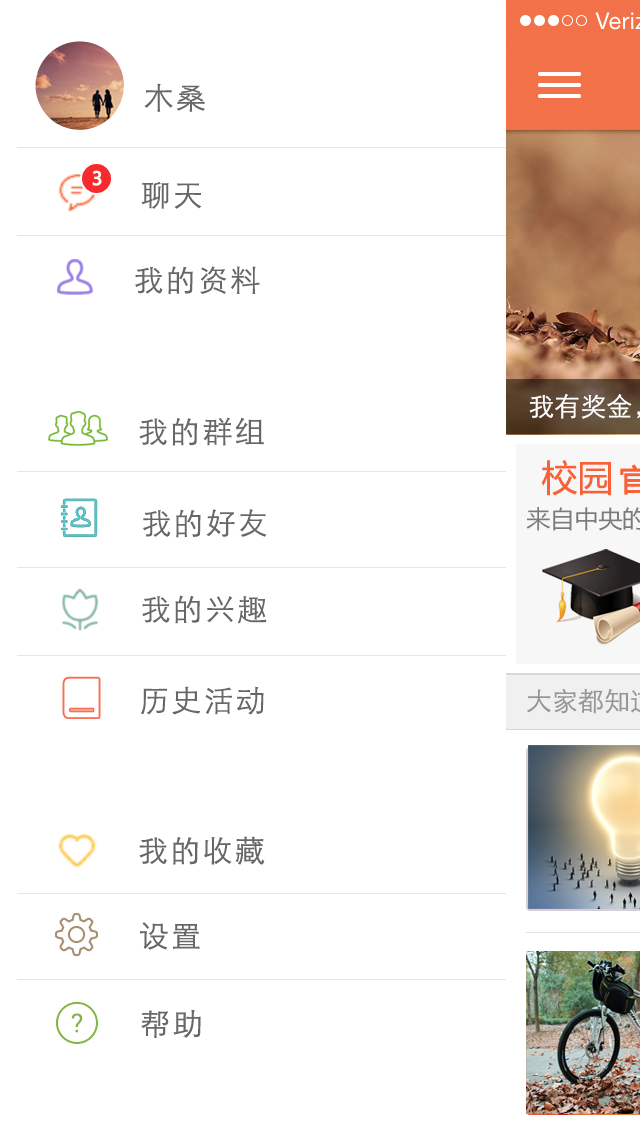 木桑
3
聊天
我的资料
我的群组
我的好友
我的兴趣
历史活动
我的收藏
设置
?
帮助
我有奖金，
校园
来自中央的
大家都知